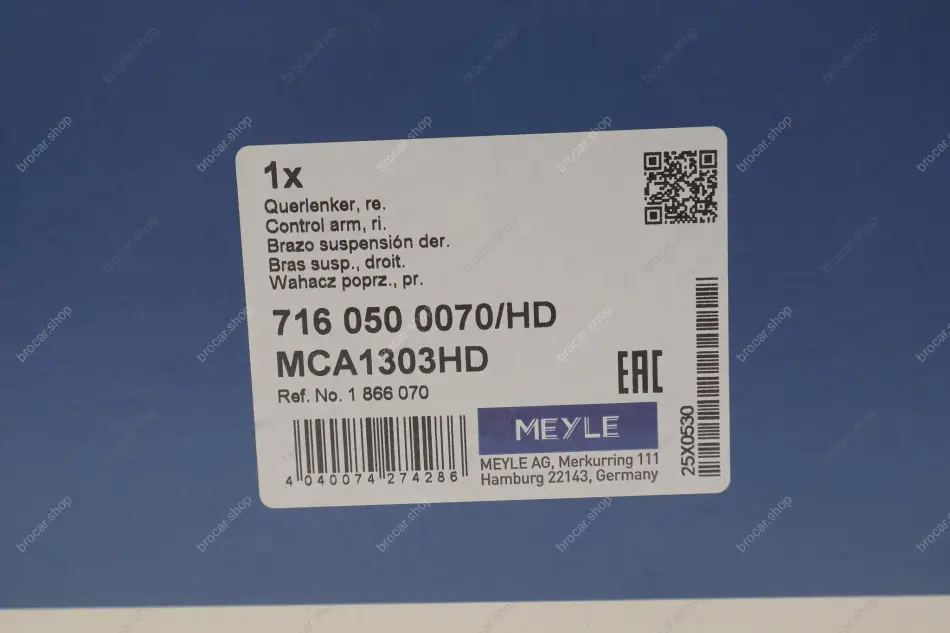 1x
Querlenker, re.
Control arm, ri.
Brazo suspensión der.
Bras susp., droit.
Wahacz poprz., pr.
716 050 0070/HD
MCA1303HD
Ref. No. 1 866 070
EAC
4 040074 274286
MEYLE
MEYLE AG, Merkurring 111
Hamburg 22143, Germany
25X0530
brocar.shop